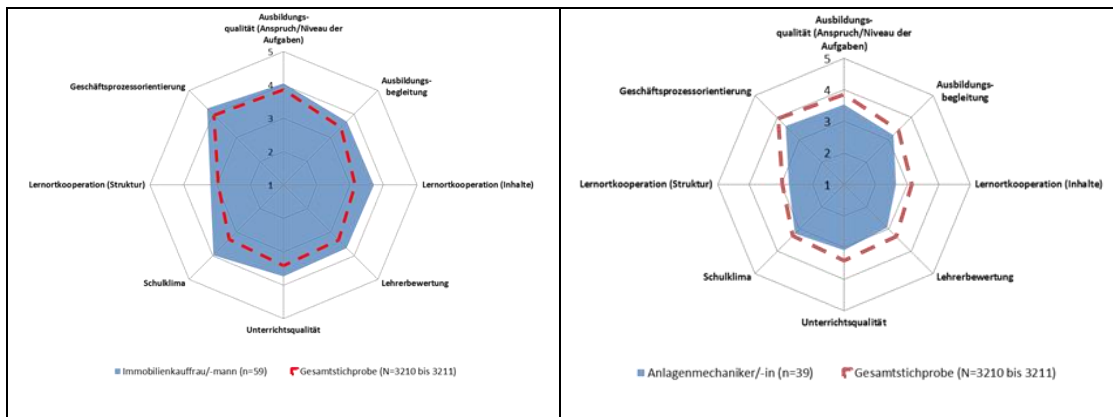 Ausbildungs-
qualität (Anspruch/Niveau der
Aufgaben)
5
4
3
2
1
Ausbildungs-
begleitung
Lernortkooperation (Inhalte)
Lehrerbewertung
Unterrichtsqualität
Schulklima
Lernortkooperation (Struktur)
Geschäftsprozessorientierung
Immobilienkauffrau/-mann (n=59)
Gesamtstichprobe (N=3210 bis 3211)
Ausbildungs-
qualität (Anspruch/Niveau der
Aufgaben)
5
4
3
2
1
Ausbildungs-
begleitung
Lernortkooperation (Inhalte)
Lehrerbewertung
Unterrichtsqualität
Schulklima
Lernortkooperation (Struktur)
Geschäftsprozessorientierung
Anlagenmechaniker/-in (n=39)
Gesamtstichprobe (N=3210 bis 3211)